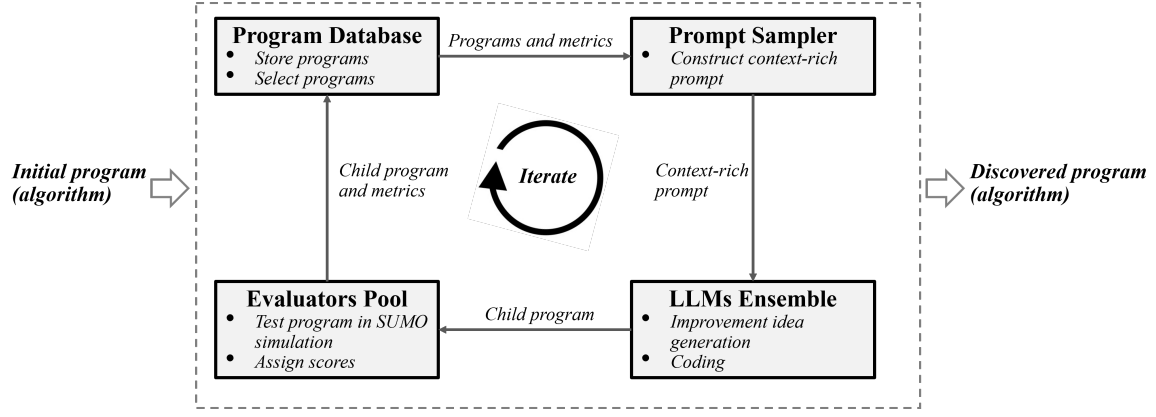 Program Database
• Store programs
• Select programs
Programs and metrics
Prompt Sampler
• Construct context-rich
prompt
Initial program
(algorithm)
Child program
and metrics
Iterate
Context-rich
prompt
Discovered program
(algorithm)
Evaluators Pool
• Test program in SUMO
simulation
• Assign scores
Child program
LLMs Ensemble
• Improvement idea
generation
• Coding